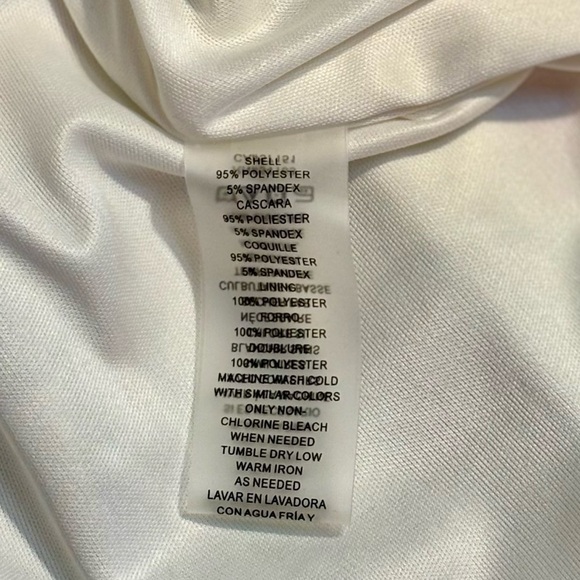 SHELL
95% POLYESTER
5% SPANDEX
CASCARA
95% POLIESTER
5% SPANDEX
COQUILLE
95% POLYESTER
5% SPANDEX
LINING
100% POLYESTER
FORRO
100% POLIESTER
DOUBLURE
100% POLYESTER
MACHINE WASH COLD
WITH SIMILAR COLORS
ONLY NON-
CHLORINE BLEACH
WHEN NEEDED
TUMBLE DRY LOW
WARM IRON
AS NEEDED
LAVAR EN LAVADORA
CON AGUA FRÍA Y